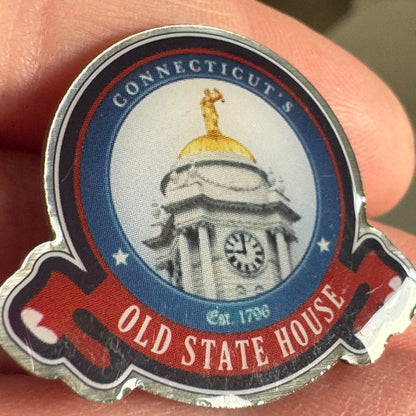 CONNECTICUT'S
Est. 1796
OLD STATE HOUSE